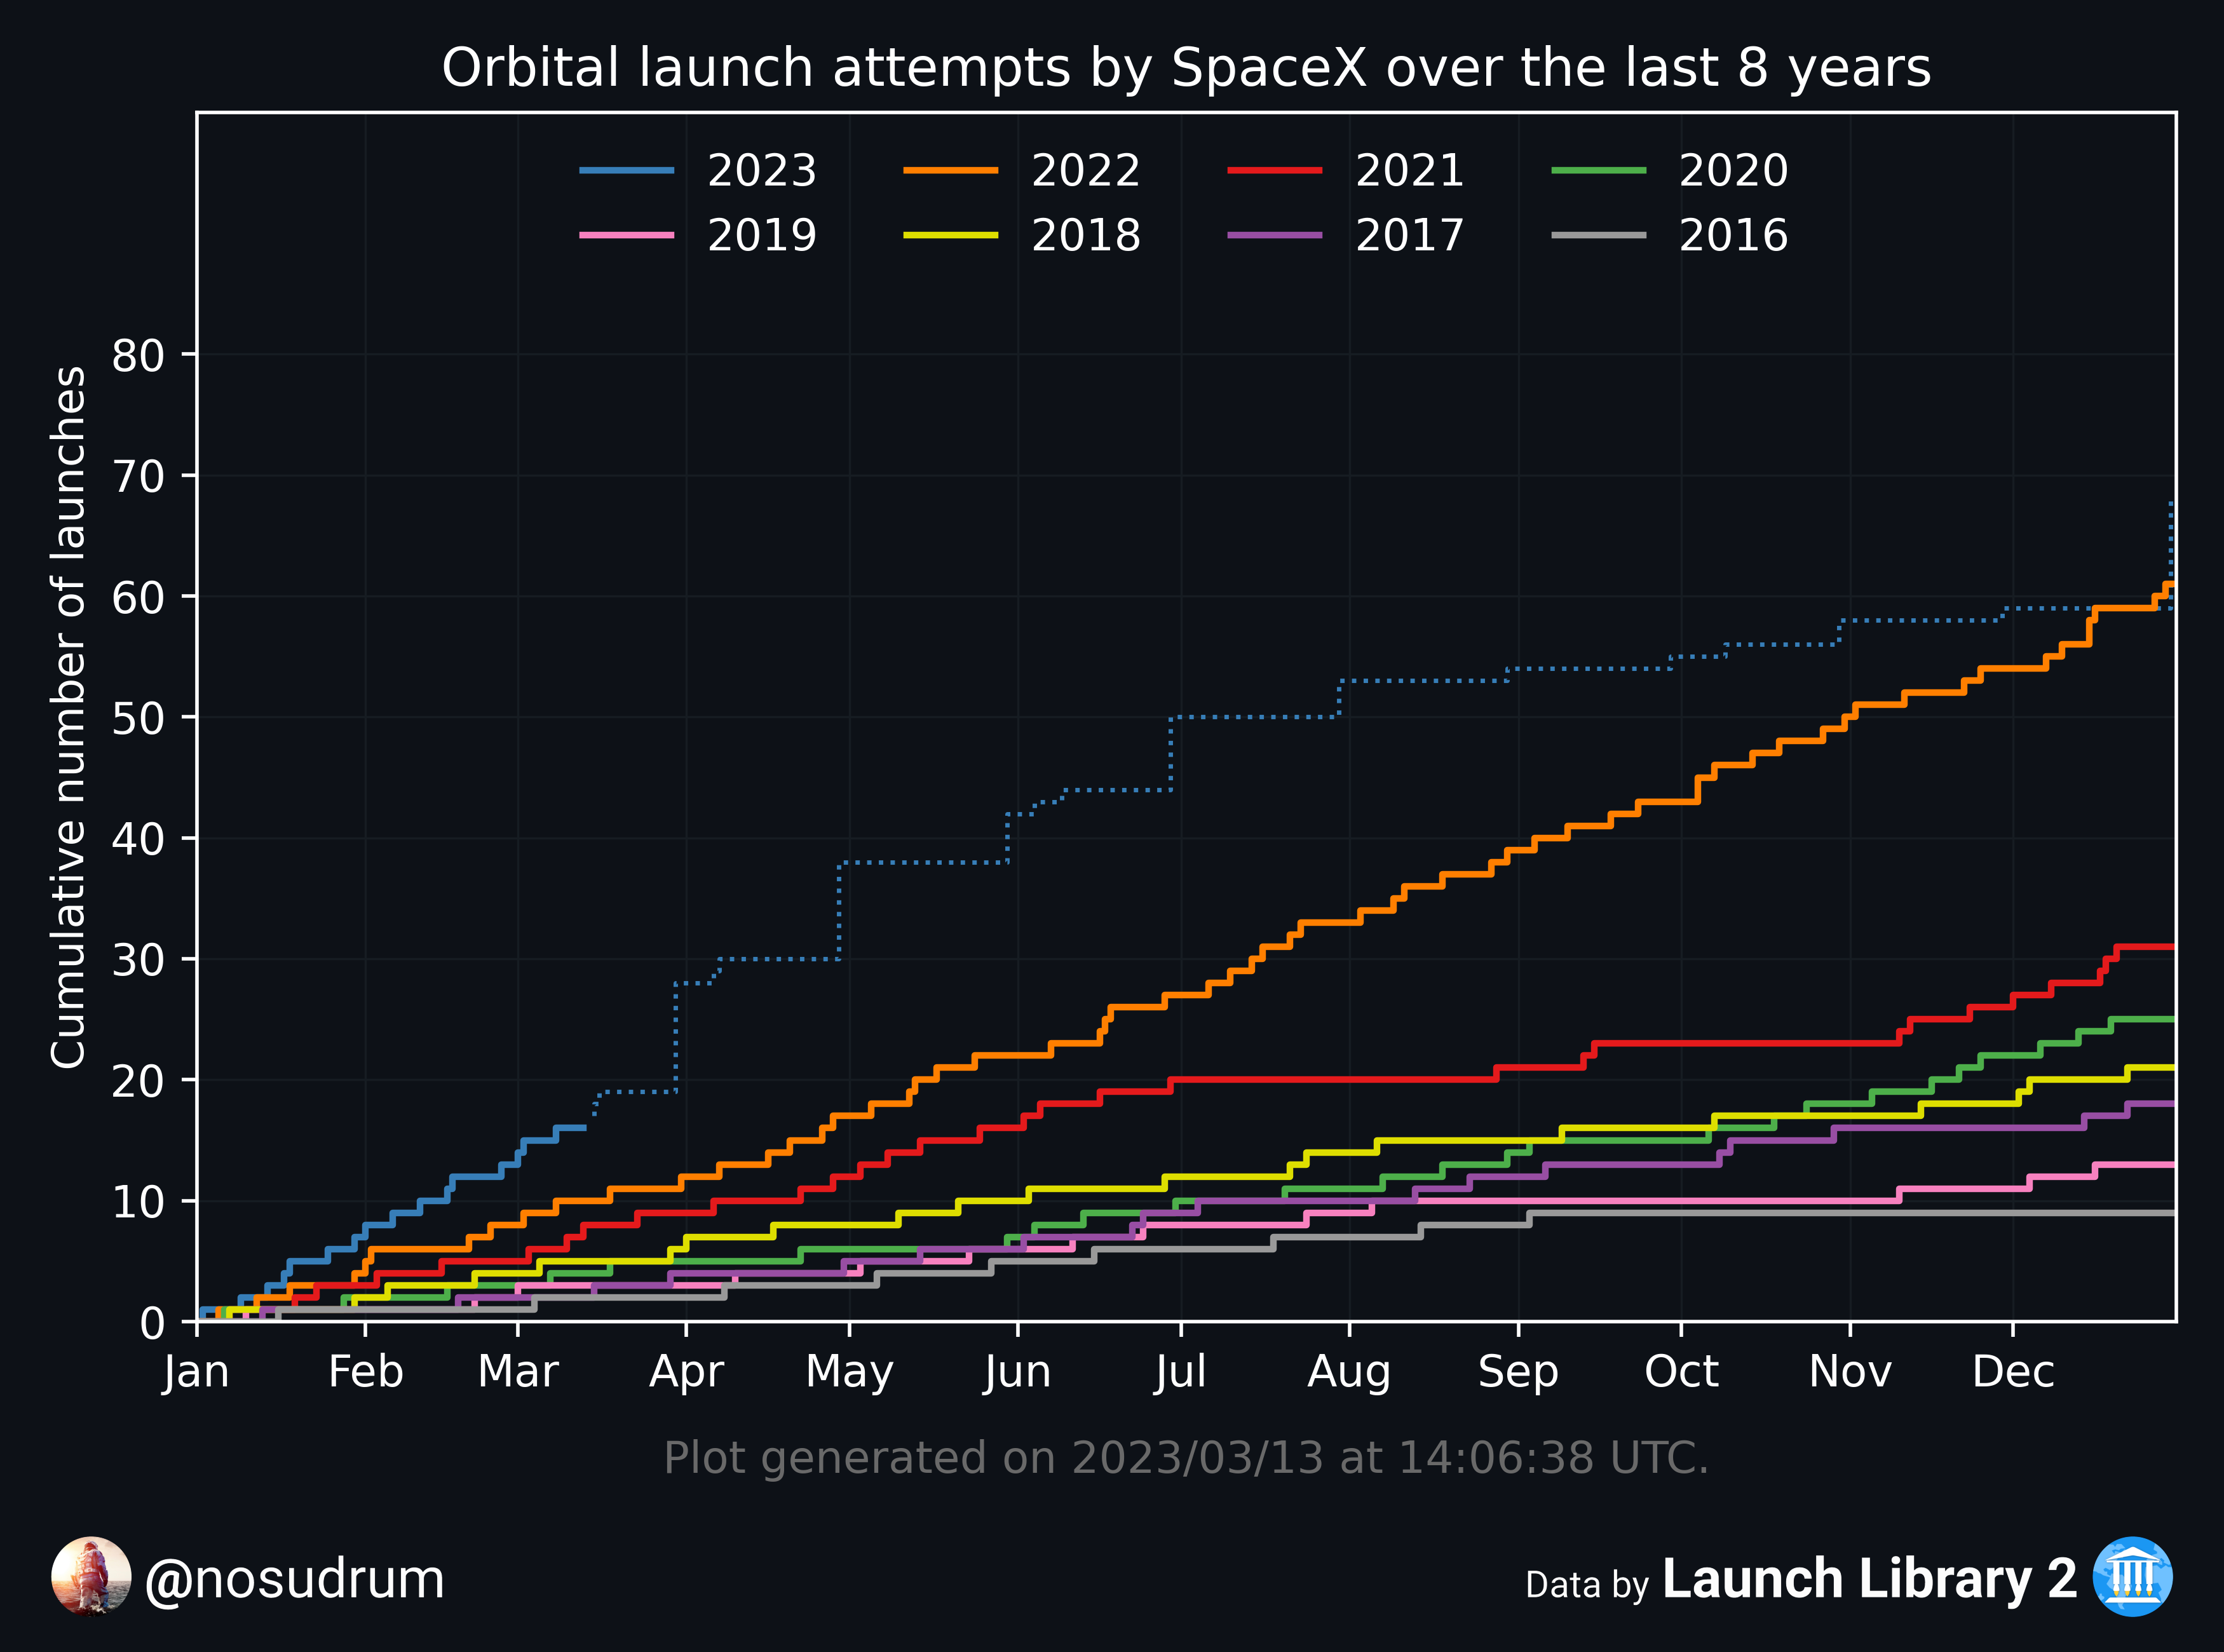 Orbital launch attempts by SpaceX over the last 8 years
2023 2022 2021 2020
2019 2018 2017 2016
Cumulative number of launches
80
70
60
50
40
30
20
10
0
Jan Feb Mar Apr May Jun Jul Aug Sep Oct Nov Dec
Plot generated on 2023/03/13 at 14:06:38 UTC.
@nosudrum
Data by Launch Library 2